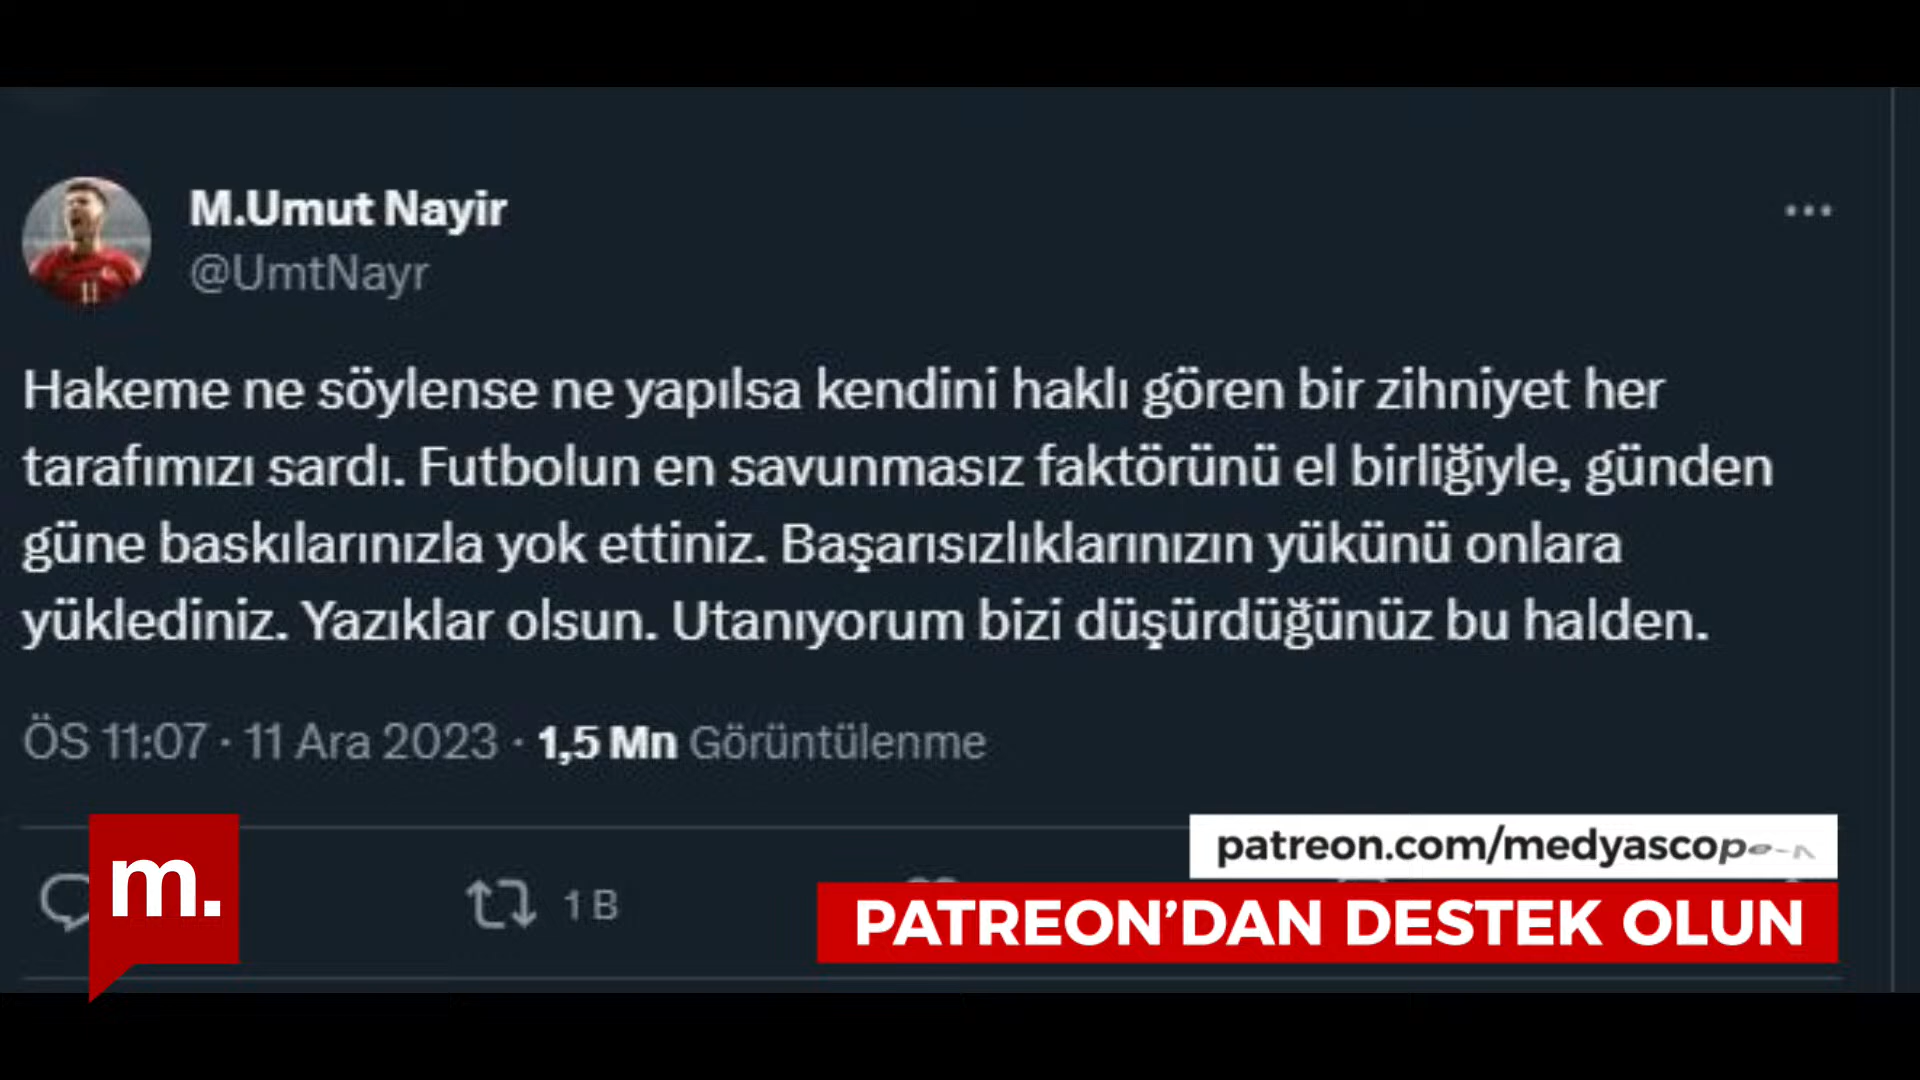 M.Umut Nayir
@UmtNayr
Hakeme ne söylense ne yapılsa kendini haklı gören bir zihniyet her
tarafımızı sardı. Futbolun en savunmasız faktörünü el birliğiyle, günden
güne baskılarınızla yok ettiniz. Başarısızlıklarınızın yükünü onlara
yüklediniz. Yazıklar olsun. Utanıyorum bizi düşürdüğünüz bu halden.
ÖS 11:07 · 11 Ara 2023 · 1,5 Mn Görüntülenme
1 B
m.
patreon.com/medyascope
PATREON’DAN DESTEK OLUN
11